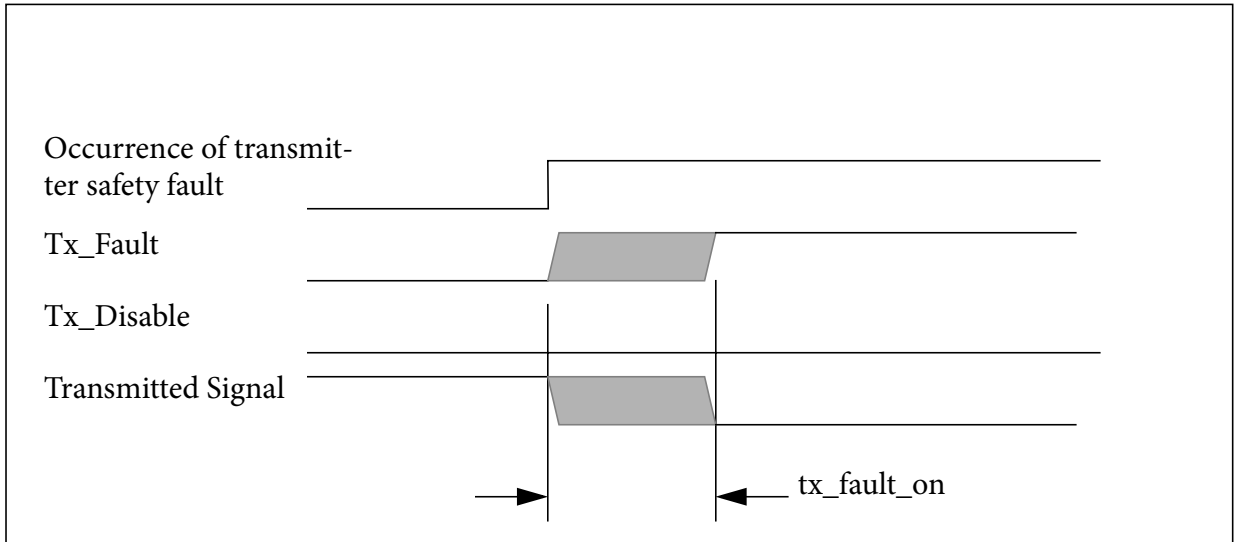 Occurrence of transmit-
ter safety fault
Tx_Fault
Tx_Disable
Transmitted Signal
tx_fault_on